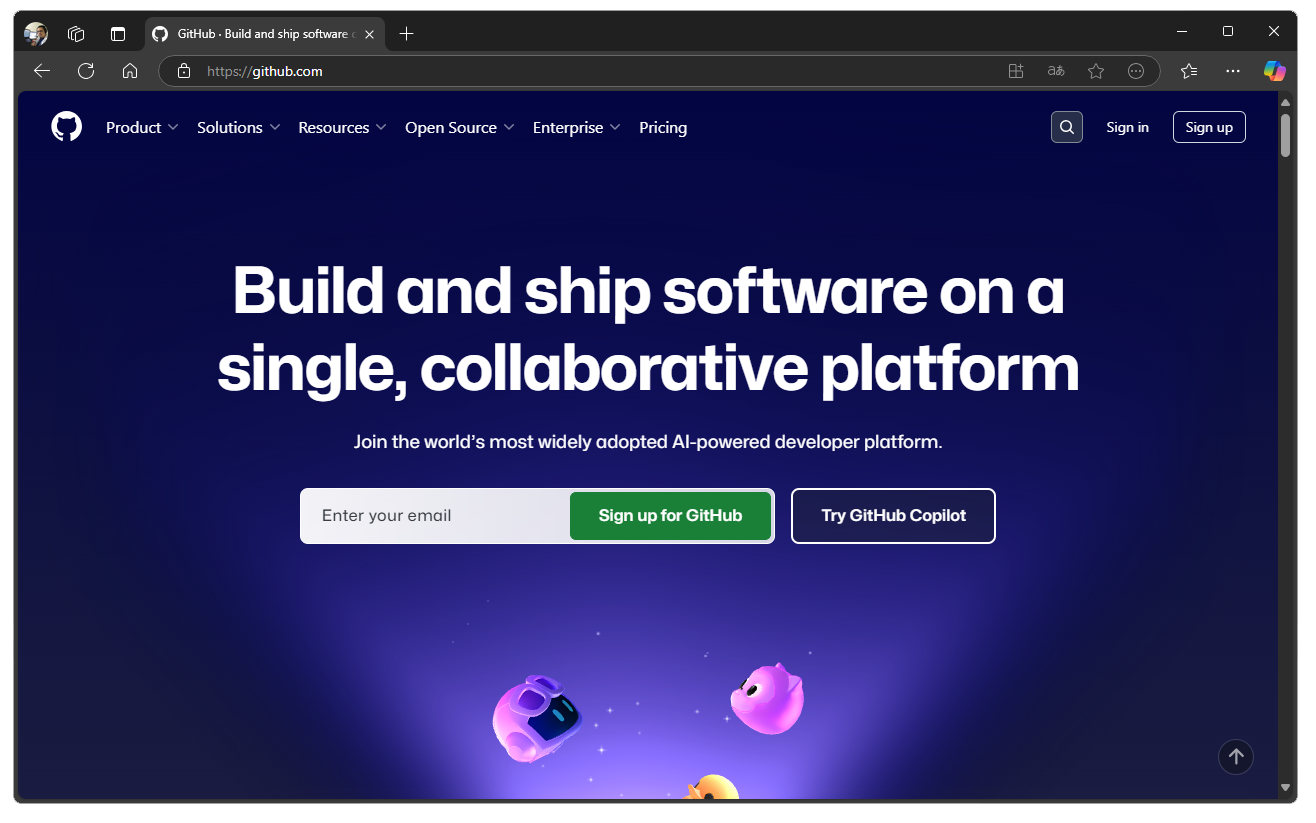 GitHub · Build and ship software
https://github.com
Product Solutions Resources Open Source Enterprise Pricing Sign in Sign up
Build and ship software on a
single, collaborative platform
Join the world's most widely adopted AI-powered developer platform.
Enter your email Sign up for GitHub Try GitHub Copilot